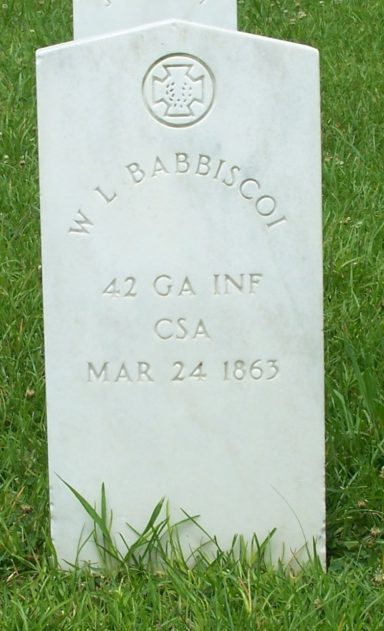 W L BABBISCOI
42 GA INF
CSA
MAR 24 1863